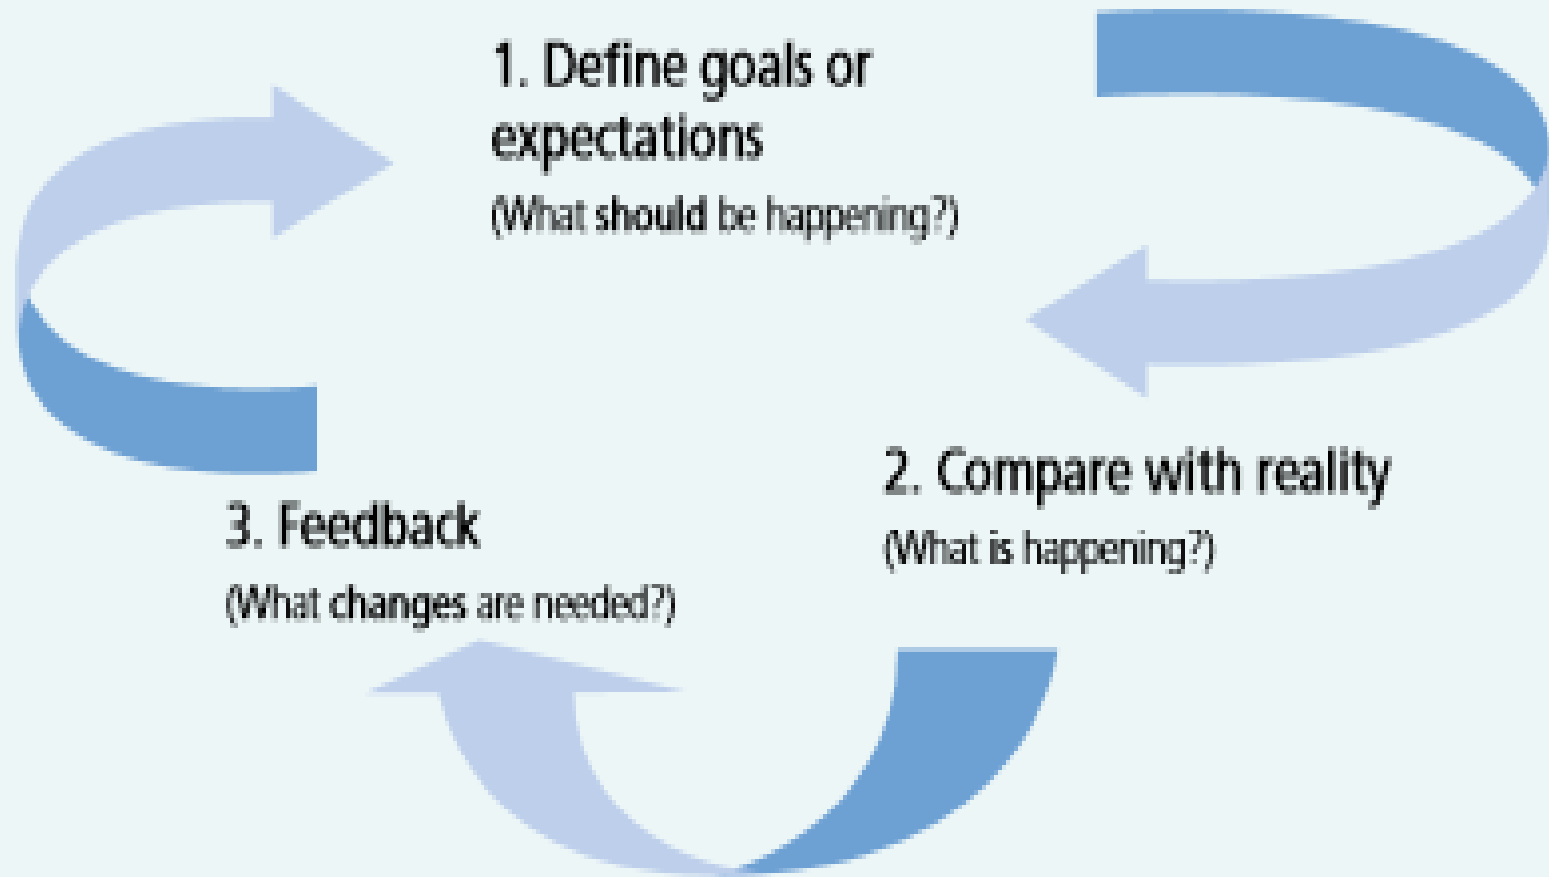 1. Define goals or
expectations
(What should be happening?)
2. Compare with reality
(What is happening?)
3. Feedback
(What changes are needed?)